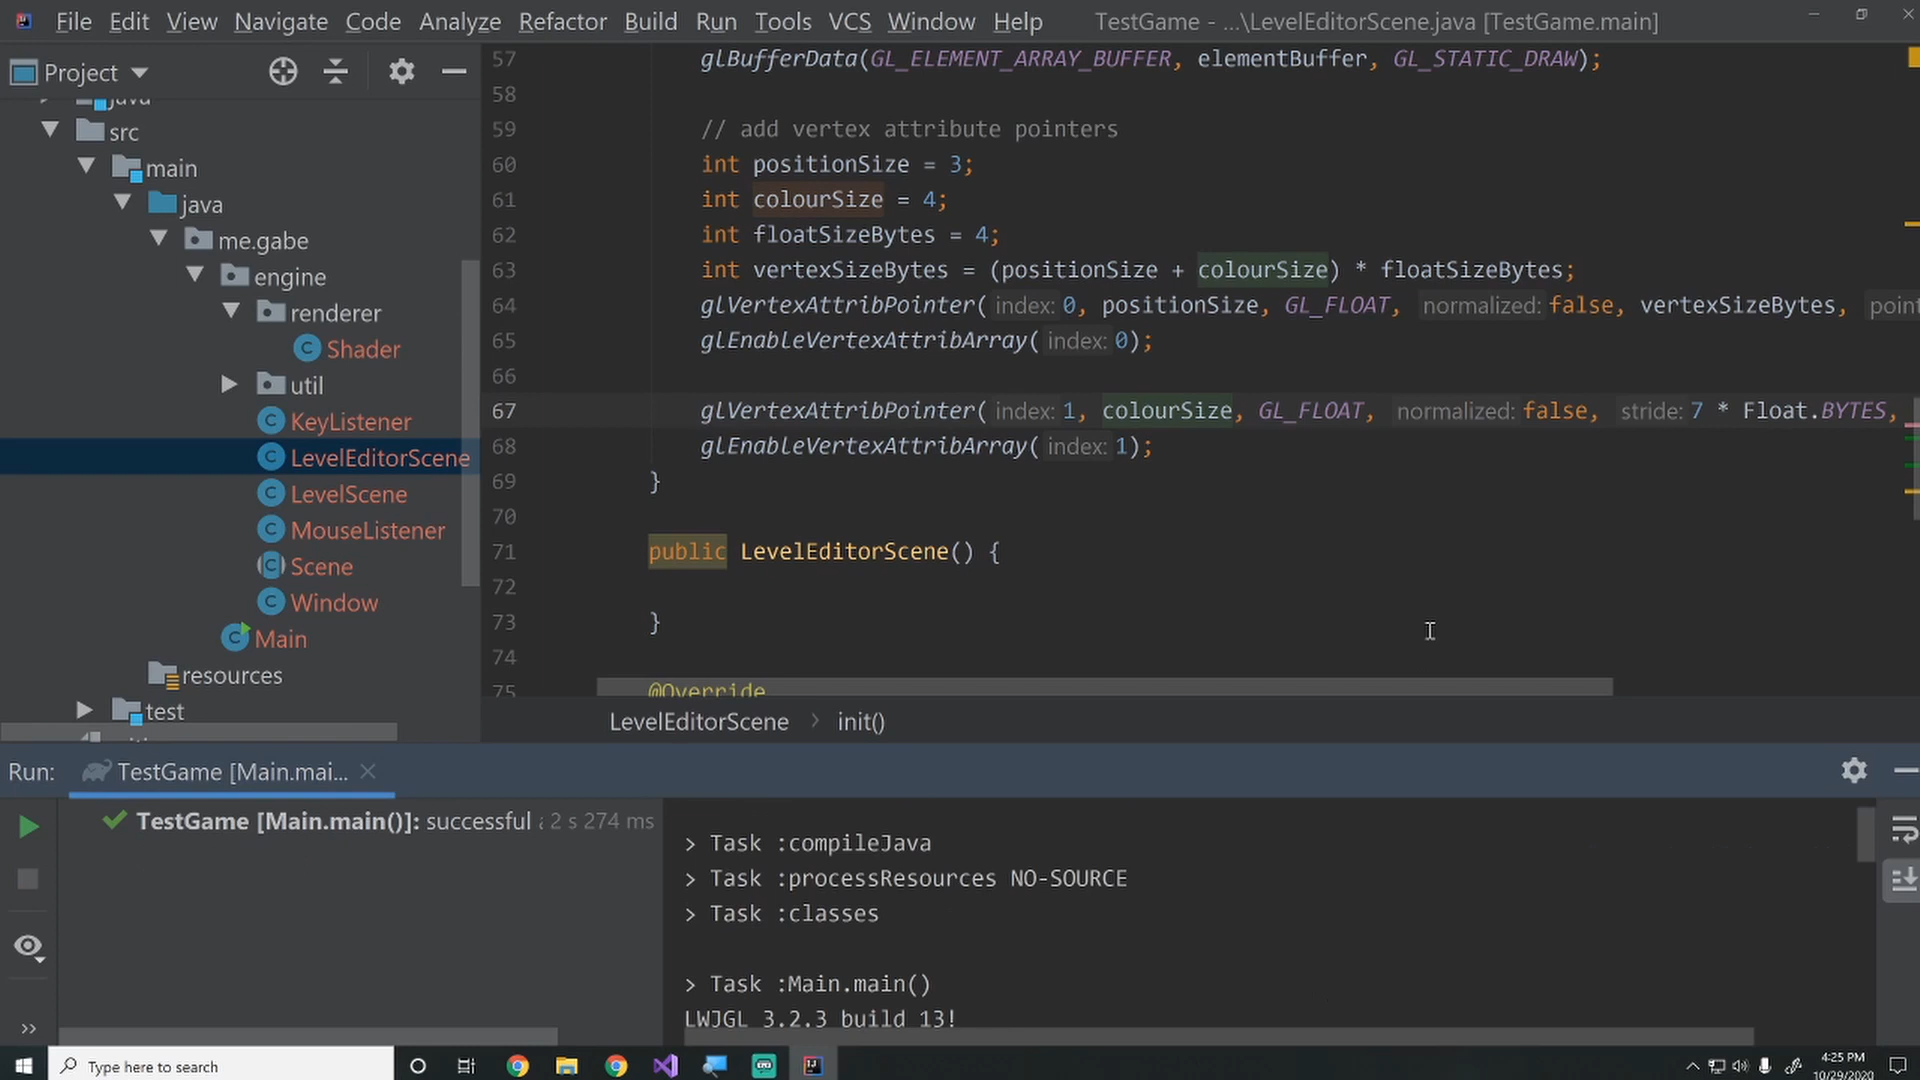 File Edit View Navigate Code Analyze Refactor Build Run Tools VCS Window Help TestGame - ...\LevelEditorScene.java [TestGame.main]
Project
java
src
main
java
me.gabe
engine
renderer
Shader
util
KeyListener
LevelEditorScene
LevelScene
MouseListener
Scene
Window
Main
resources
test
57 glBufferData(GL_ELEMENT_ARRAY_BUFFER, elementBuffer, GL_STATIC_DRAW);
58
59 // add vertex attribute pointers
60 int positionSize = 3;
61 int colourSize = 4;
62 int floatSizeBytes = 4;
63 int vertexSizeBytes = (positionSize + colourSize) * floatSizeBytes;
64 glVertexAttribPointer( index: 0, positionSize, GL_FLOAT, normalized: false, vertexSizeBytes, point
65 glEnableVertexAttribArray( index: 0);
66
67 glVertexAttribPointer( index: 1, colourSize, GL_FLOAT, normalized: false, stride: 7 * Float.BYTES,
68 glEnableVertexAttribArray( index: 1);
69 }
70
71 public LevelEditorScene() {
72
73 }
74
75 @Override
LevelEditorScene > init()
Run: TestGame [Main.mai... ×
TestGame [Main.main()]: successful 2 s 274 ms
> Task :compileJava
> Task :processResources NO-SOURCE
> Task :classes
> Task :Main.main()
LWJGL 3.2.3 build 13!
Type here to search
4:25 PM
10/29/2020